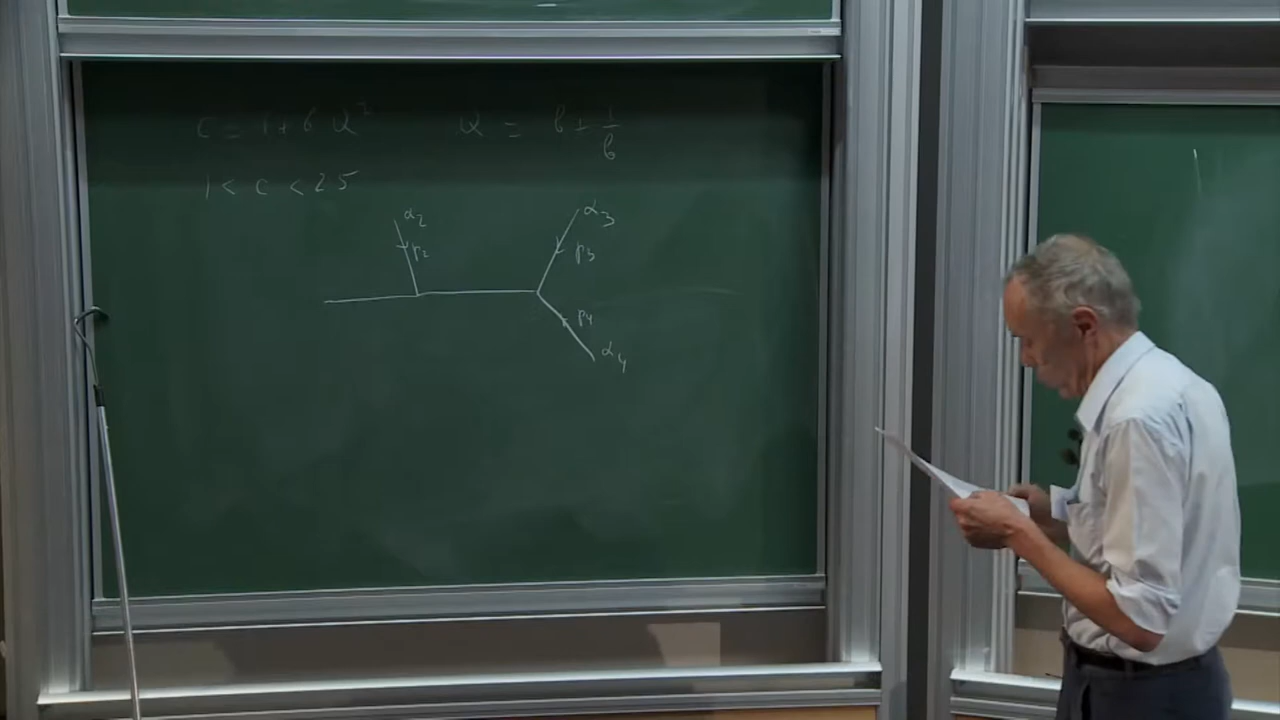 c = 1 + 6 Q² Q = b + 1/b
1 < c < 25
α₂ α₃
p₂ p₃
p₄
α₄